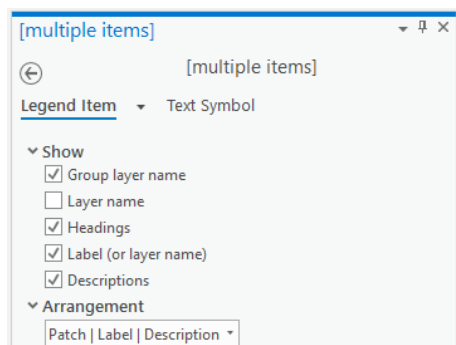 [multiple items]
[multiple items]
Legend Item Text Symbol
Show
Group layer name
Layer name
Headings
Label (or layer name)
Descriptions
Arrangement
Patch | Label | Description